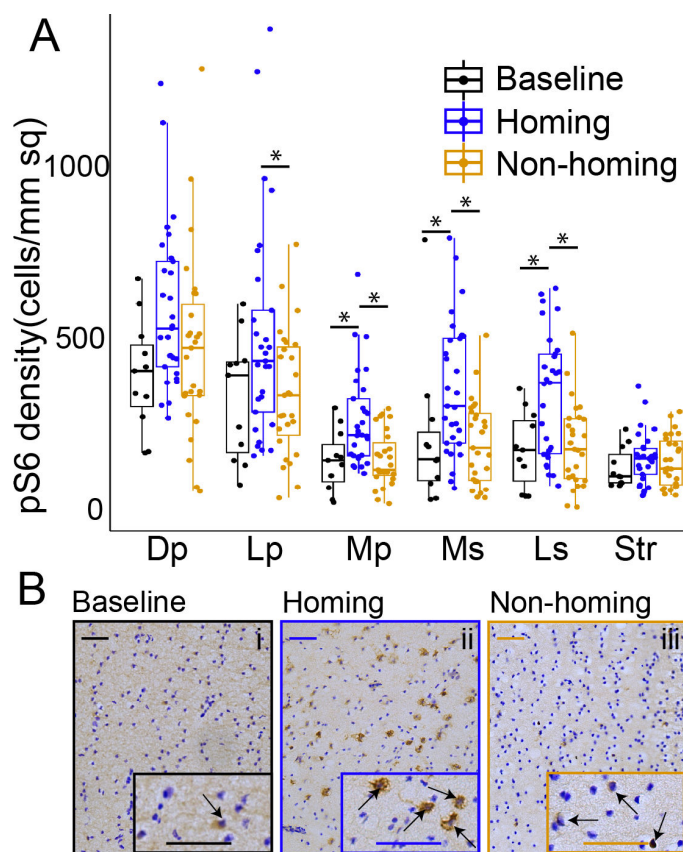 A
pS6 density(cells/mm sq)
1000
500
0
Baseline
Homing
Non-homing
*
* *
* *
* *
Dp Lp Mp Ms Ls Str
B
Baseline Homing Non-homing
i ii iii